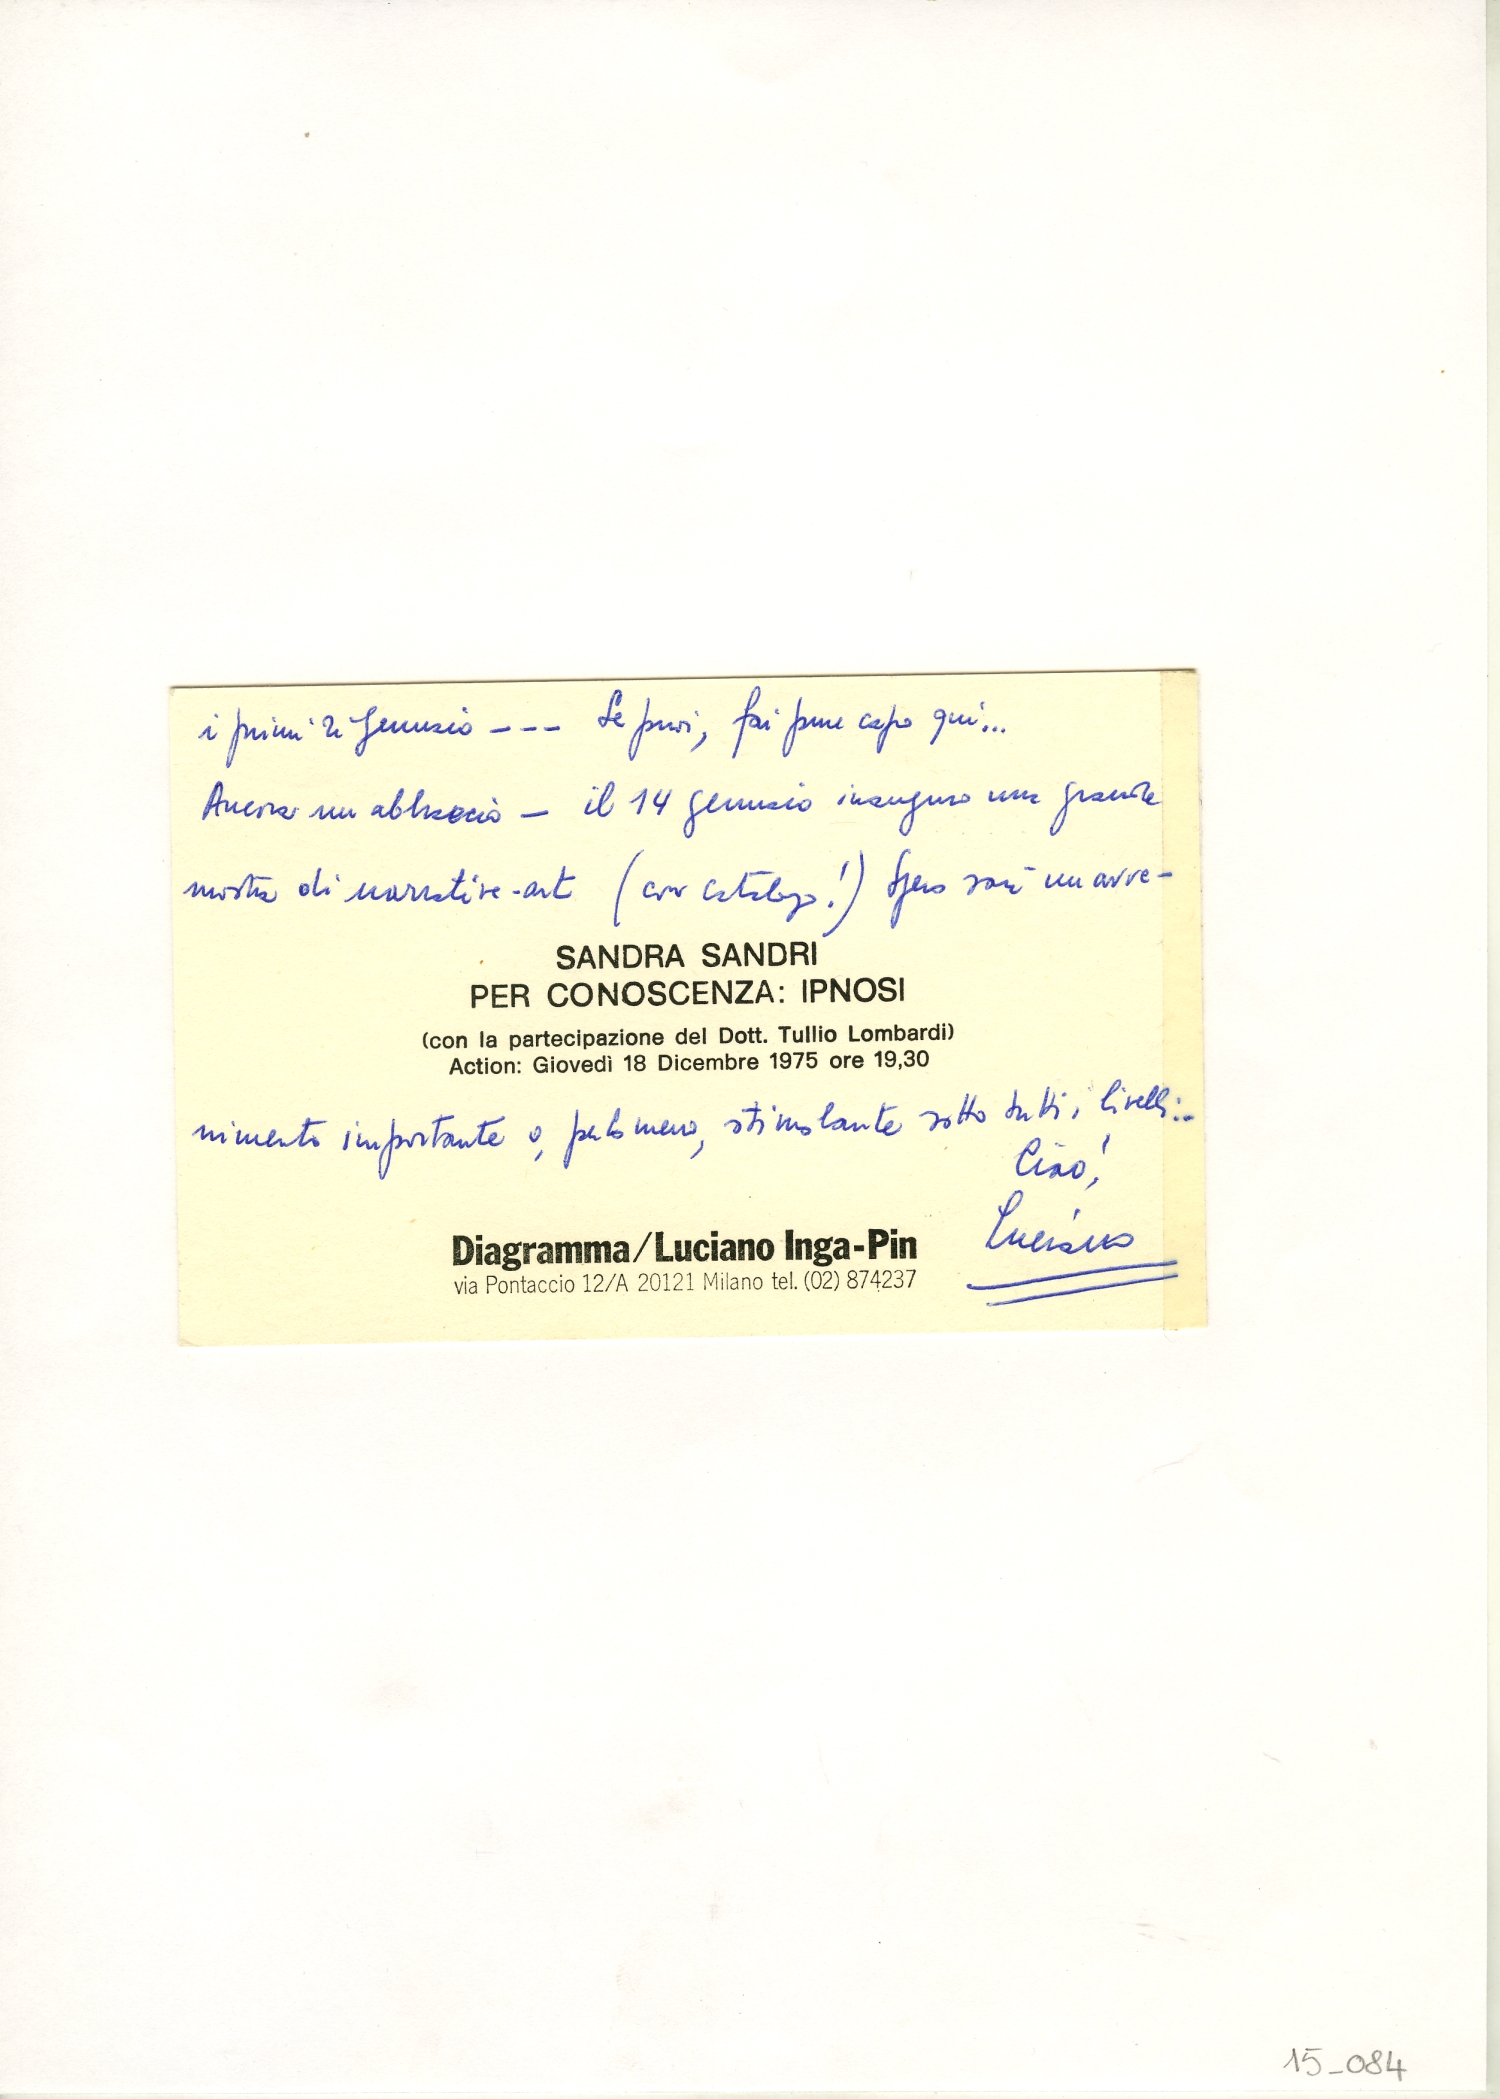 i primi di Gennaio --- Se puoi, fai pure capo qui...
Ancora un abbraccio - il 14 gennaio inauguro una grande
mostra di narrative-art (con catalogo!) Spero sarà un avve-
SANDRA SANDRI
PER CONOSCENZA: IPNOSI
(con la partecipazione del Dott. Tullio Lombardi)
Action: Giovedì 18 Dicembre 1975 ore 19,30
nimento importante o, perlomeno, stimolante sotto tutti i livelli...
Ciao!
Luciano
Diagramma/Luciano Inga-Pin
via Pontaccio 12/A 20121 Milano tel. (02) 874237
15_084